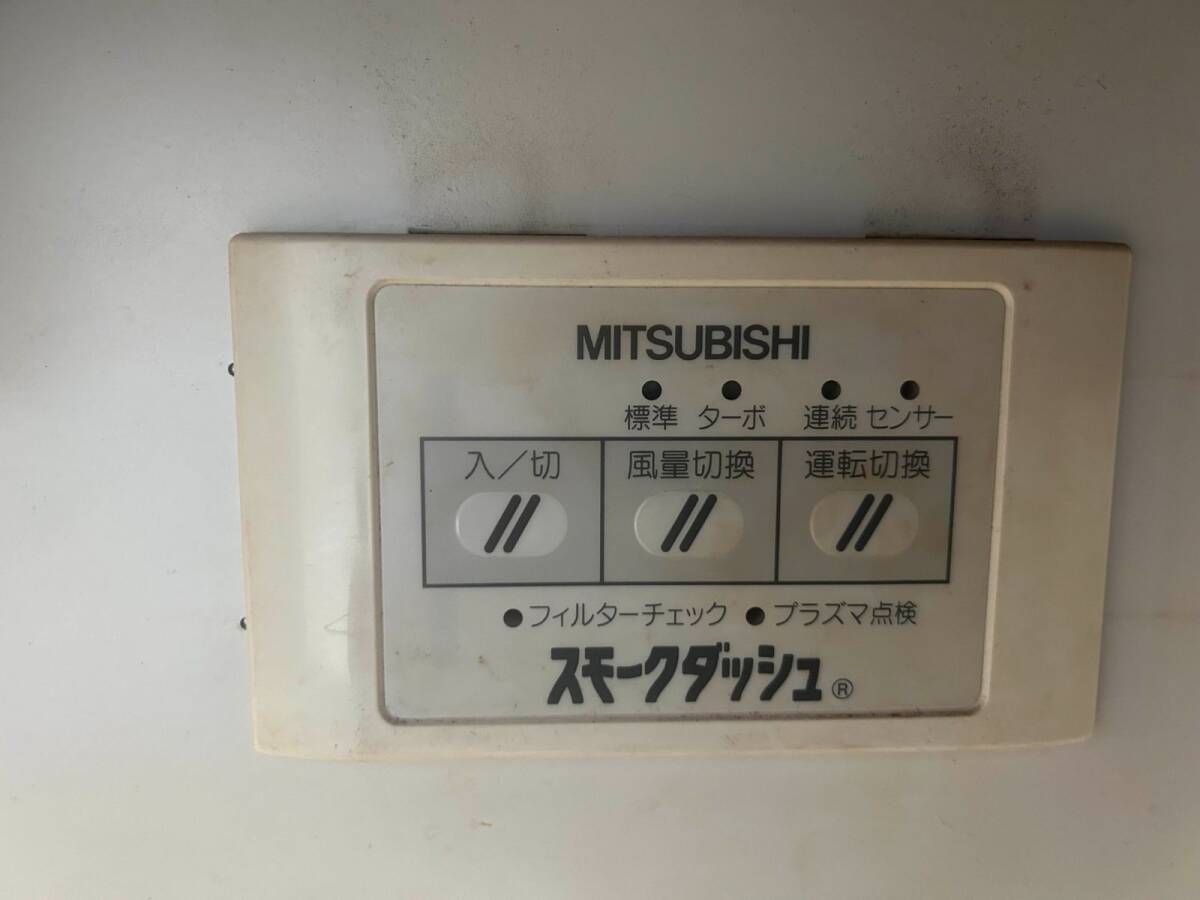 MITSUBISHI
標準 ターボ 連続 センサー
入／切 風量切換 運転切換
フィルターチェック プラズマ点検
スモークダッシュ®